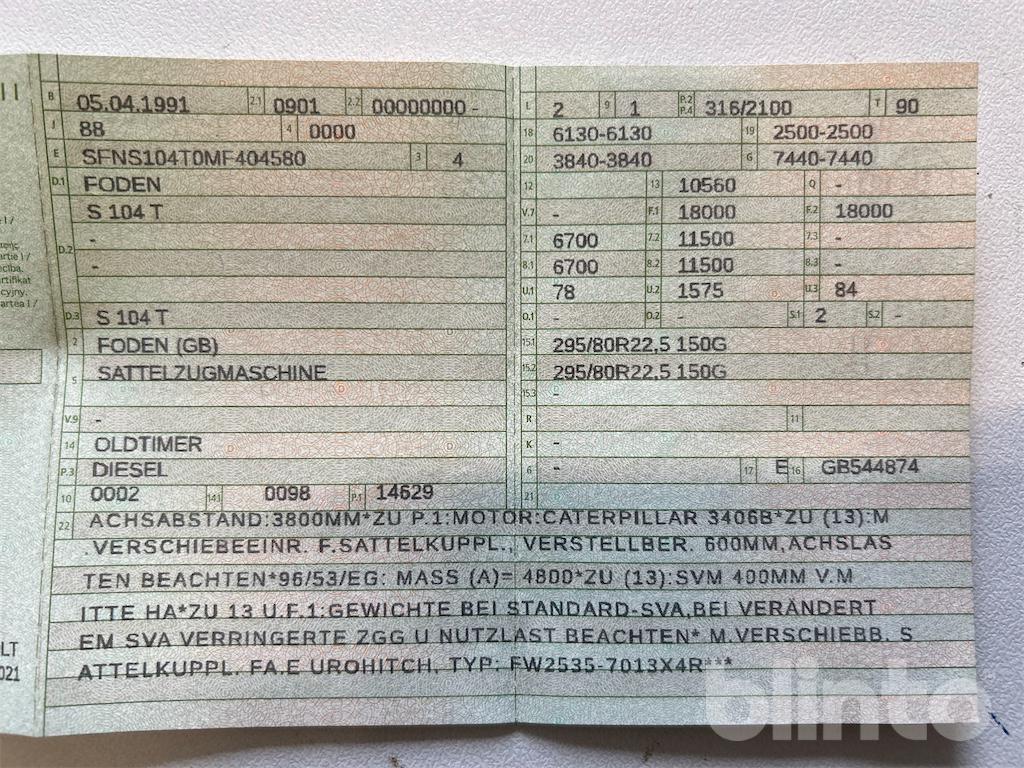 II
B 05.04.1991 2.1 0901 2.2 00000000 -
J 88 4 0000
E SFNS104T0MF404580 3 4
D.1 FODEN
S 104 T
D.2 -
-
D.3 S 104 T
2 FODEN (GB)
5 SATTELZUGMASCHINE
V.9 -
14 OLDTIMER
P.3 DIESEL
10 0002 14.1 0098 P.1 14629
L 2 9 1 P.2 P.4 316/2100 T 90
18 6130-6130 19 2500-2500
20 3840-3840 G 7440-7440
12 13 10560 Q -
V.7 - F.1 18000 F.2 18000
7.1 6700 7.2 11500 7.3 -
8.1 6700 8.2 11500 8.3 -
U.1 78 U.2 1575 U.3 84
O.1 - O.2 - S.1 2 S.2 -
15.1 295/80R22,5 150G
15.2 295/80R22,5 150G
15.3 -
R 11
K -
6 - 17 E 16 GB544874
21
22 ACHSABSTAND:3800MM*ZU P.1:MOTOR:CATERPILLAR 3406B*ZU (13):M
.VERSCHIEBEEINR. F.SATTELKUPPL., VERSTELLBER. 600MM,ACHSLAS
TEN BEACHTEN*96/53/EG: MASS (A)= 4800*ZU (13):SVM 400MM V.M
ITTE HA*ZU 13 U.F.1:GEWICHTE BEI STANDARD-SVA,BEI VERÄNDERT
EM SVA VERRINGERTE ZGG U NUTZLAST BEACHTEN* M.VERSCHIEBB. S
ATTELKUPPL. FA.E UROHITCH, TYP: FW2535-7013X4R***
artie I /
ecība.
rtifikat
cyjny.
artea I /
LT
021
blinto